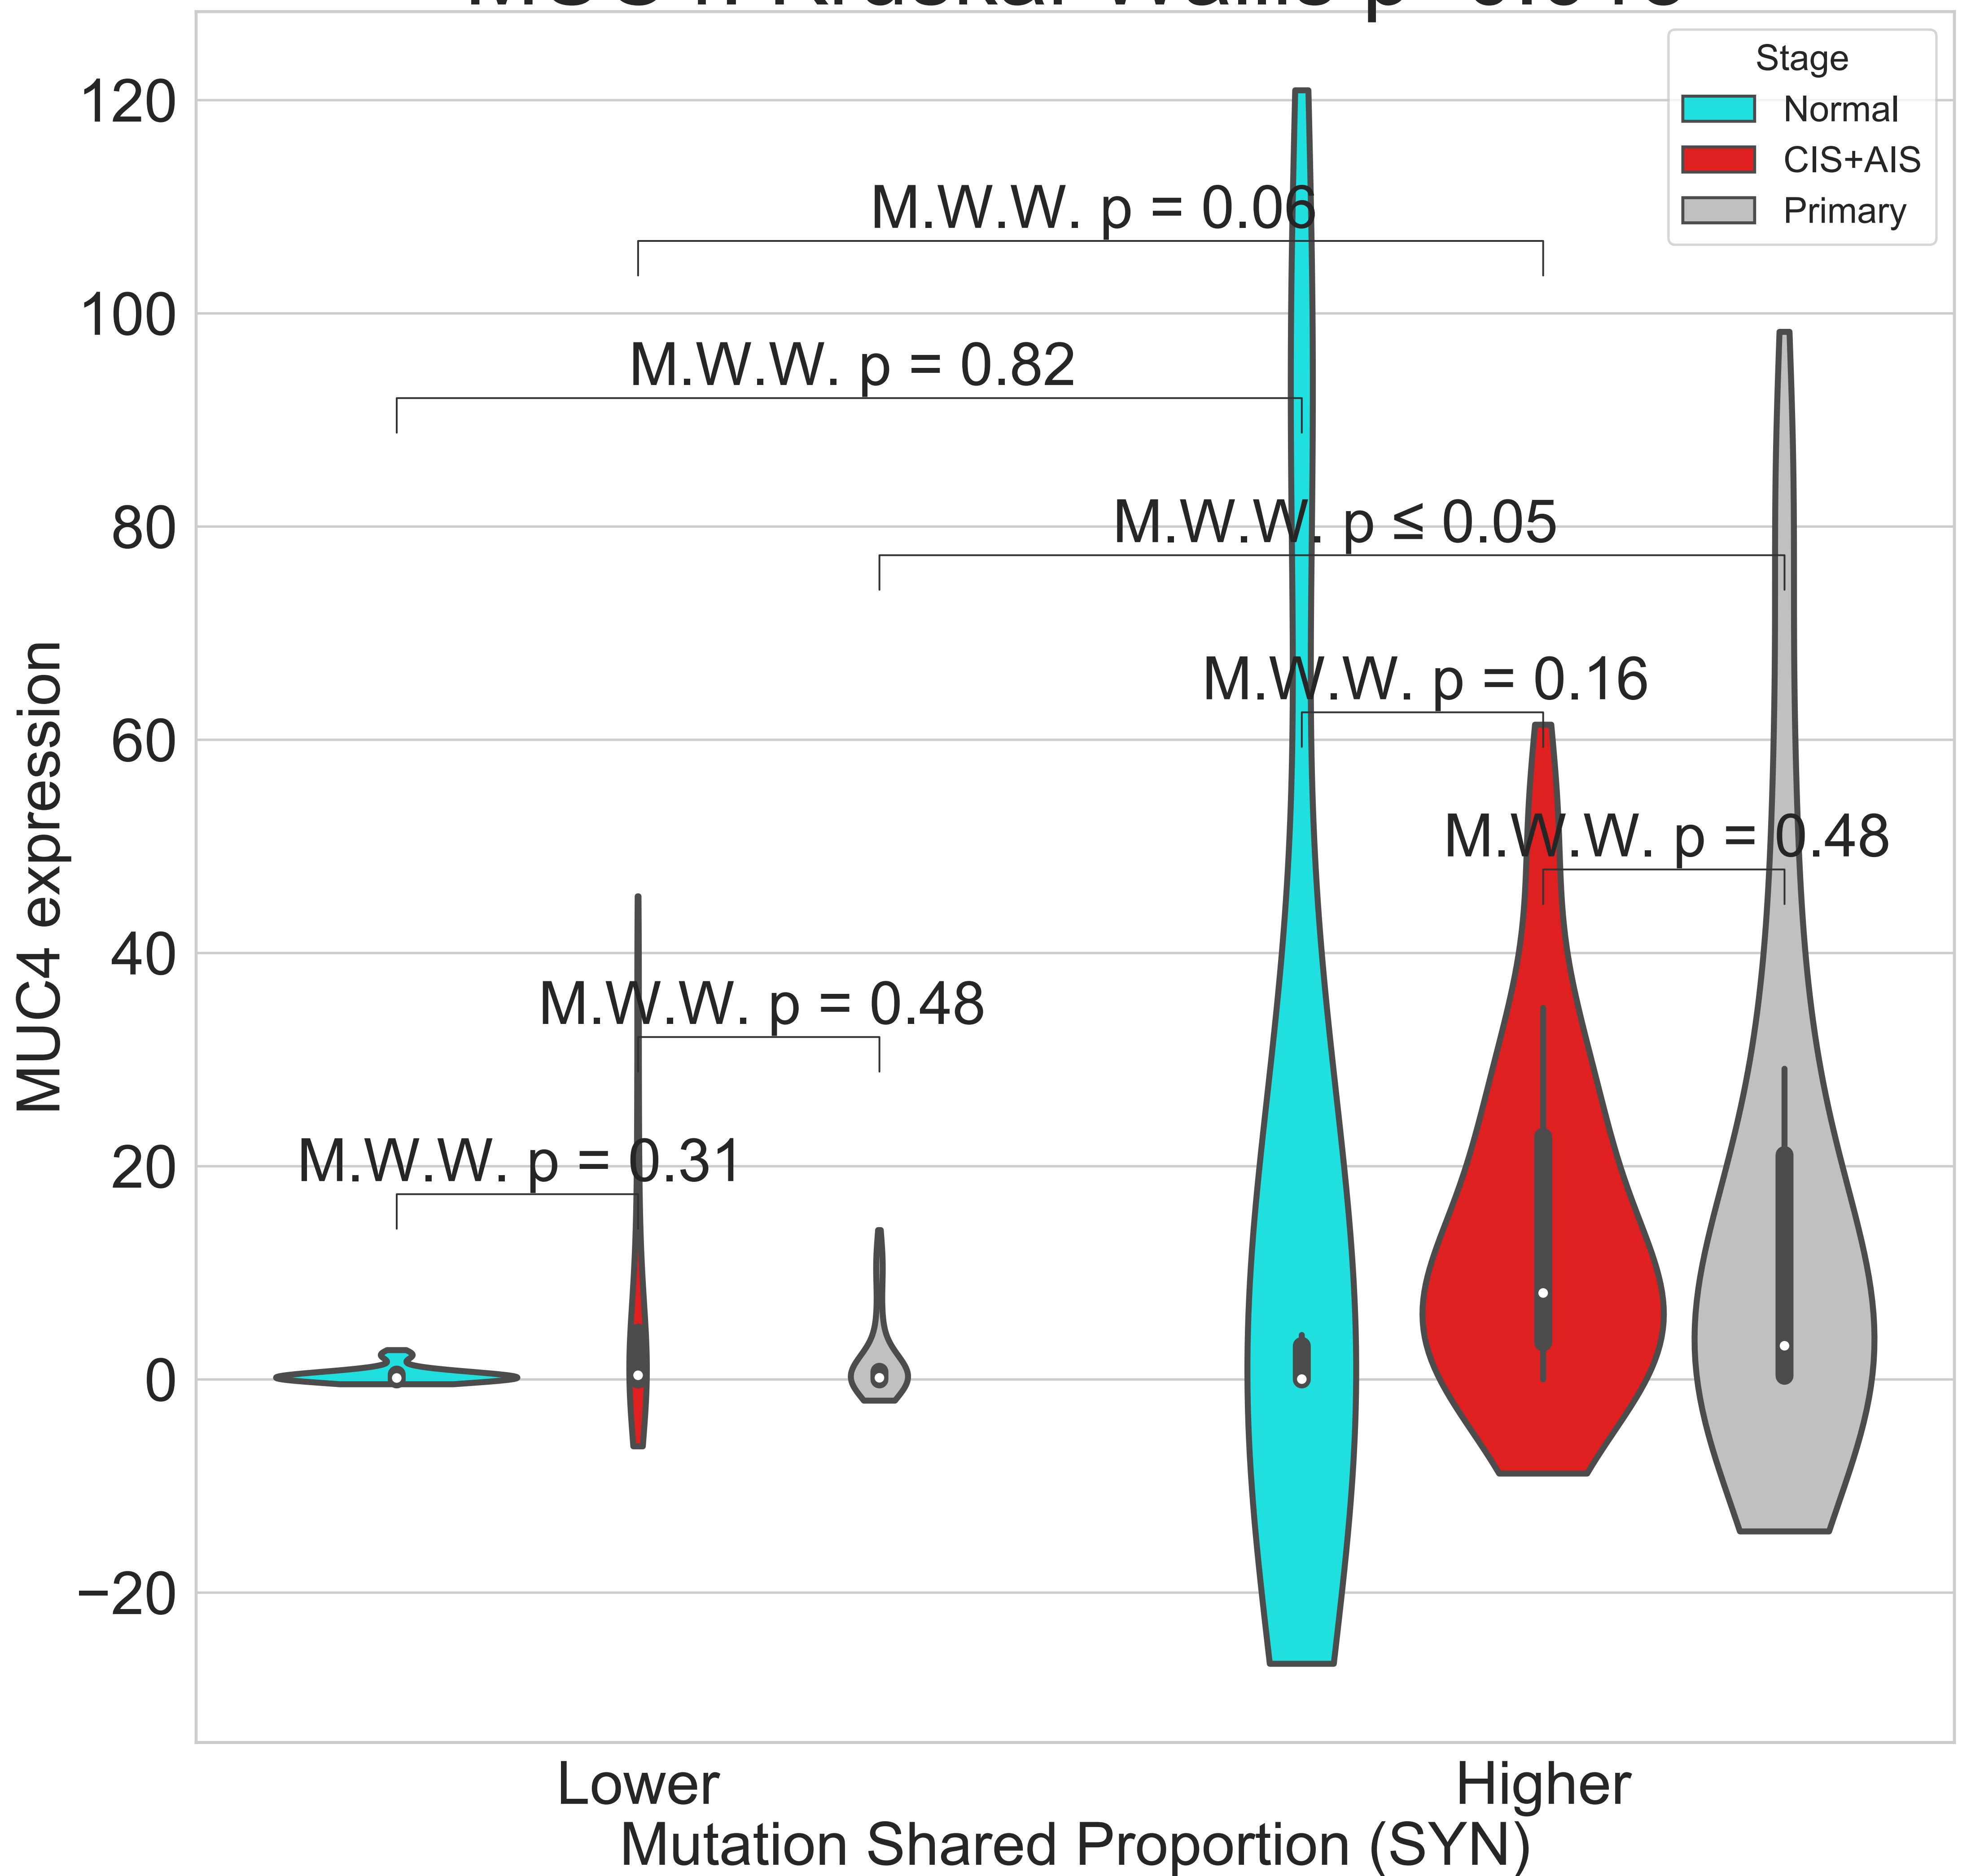 Stage
Normal
CIS+AIS
Primary
120
100
80
60
40
20
0
−20
MUC4 expression
M.W.W. p = 0.06
M.W.W. p = 0.82
M.W.W. p ≤ 0.05
M.W.W. p = 0.16
M.W.W. p = 0.48
M.W.W. p = 0.48
M.W.W. p = 0.31
Lower
Higher
Mutation Shared Proportion (SYN)